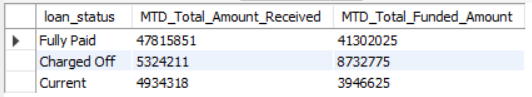 loan_status MTD_Total_Amount_Received MTD_Total_Funded_Amount
Fully Paid 47815851 41302025
Charged Off 5324211 8732775
Current 4934318 3946625